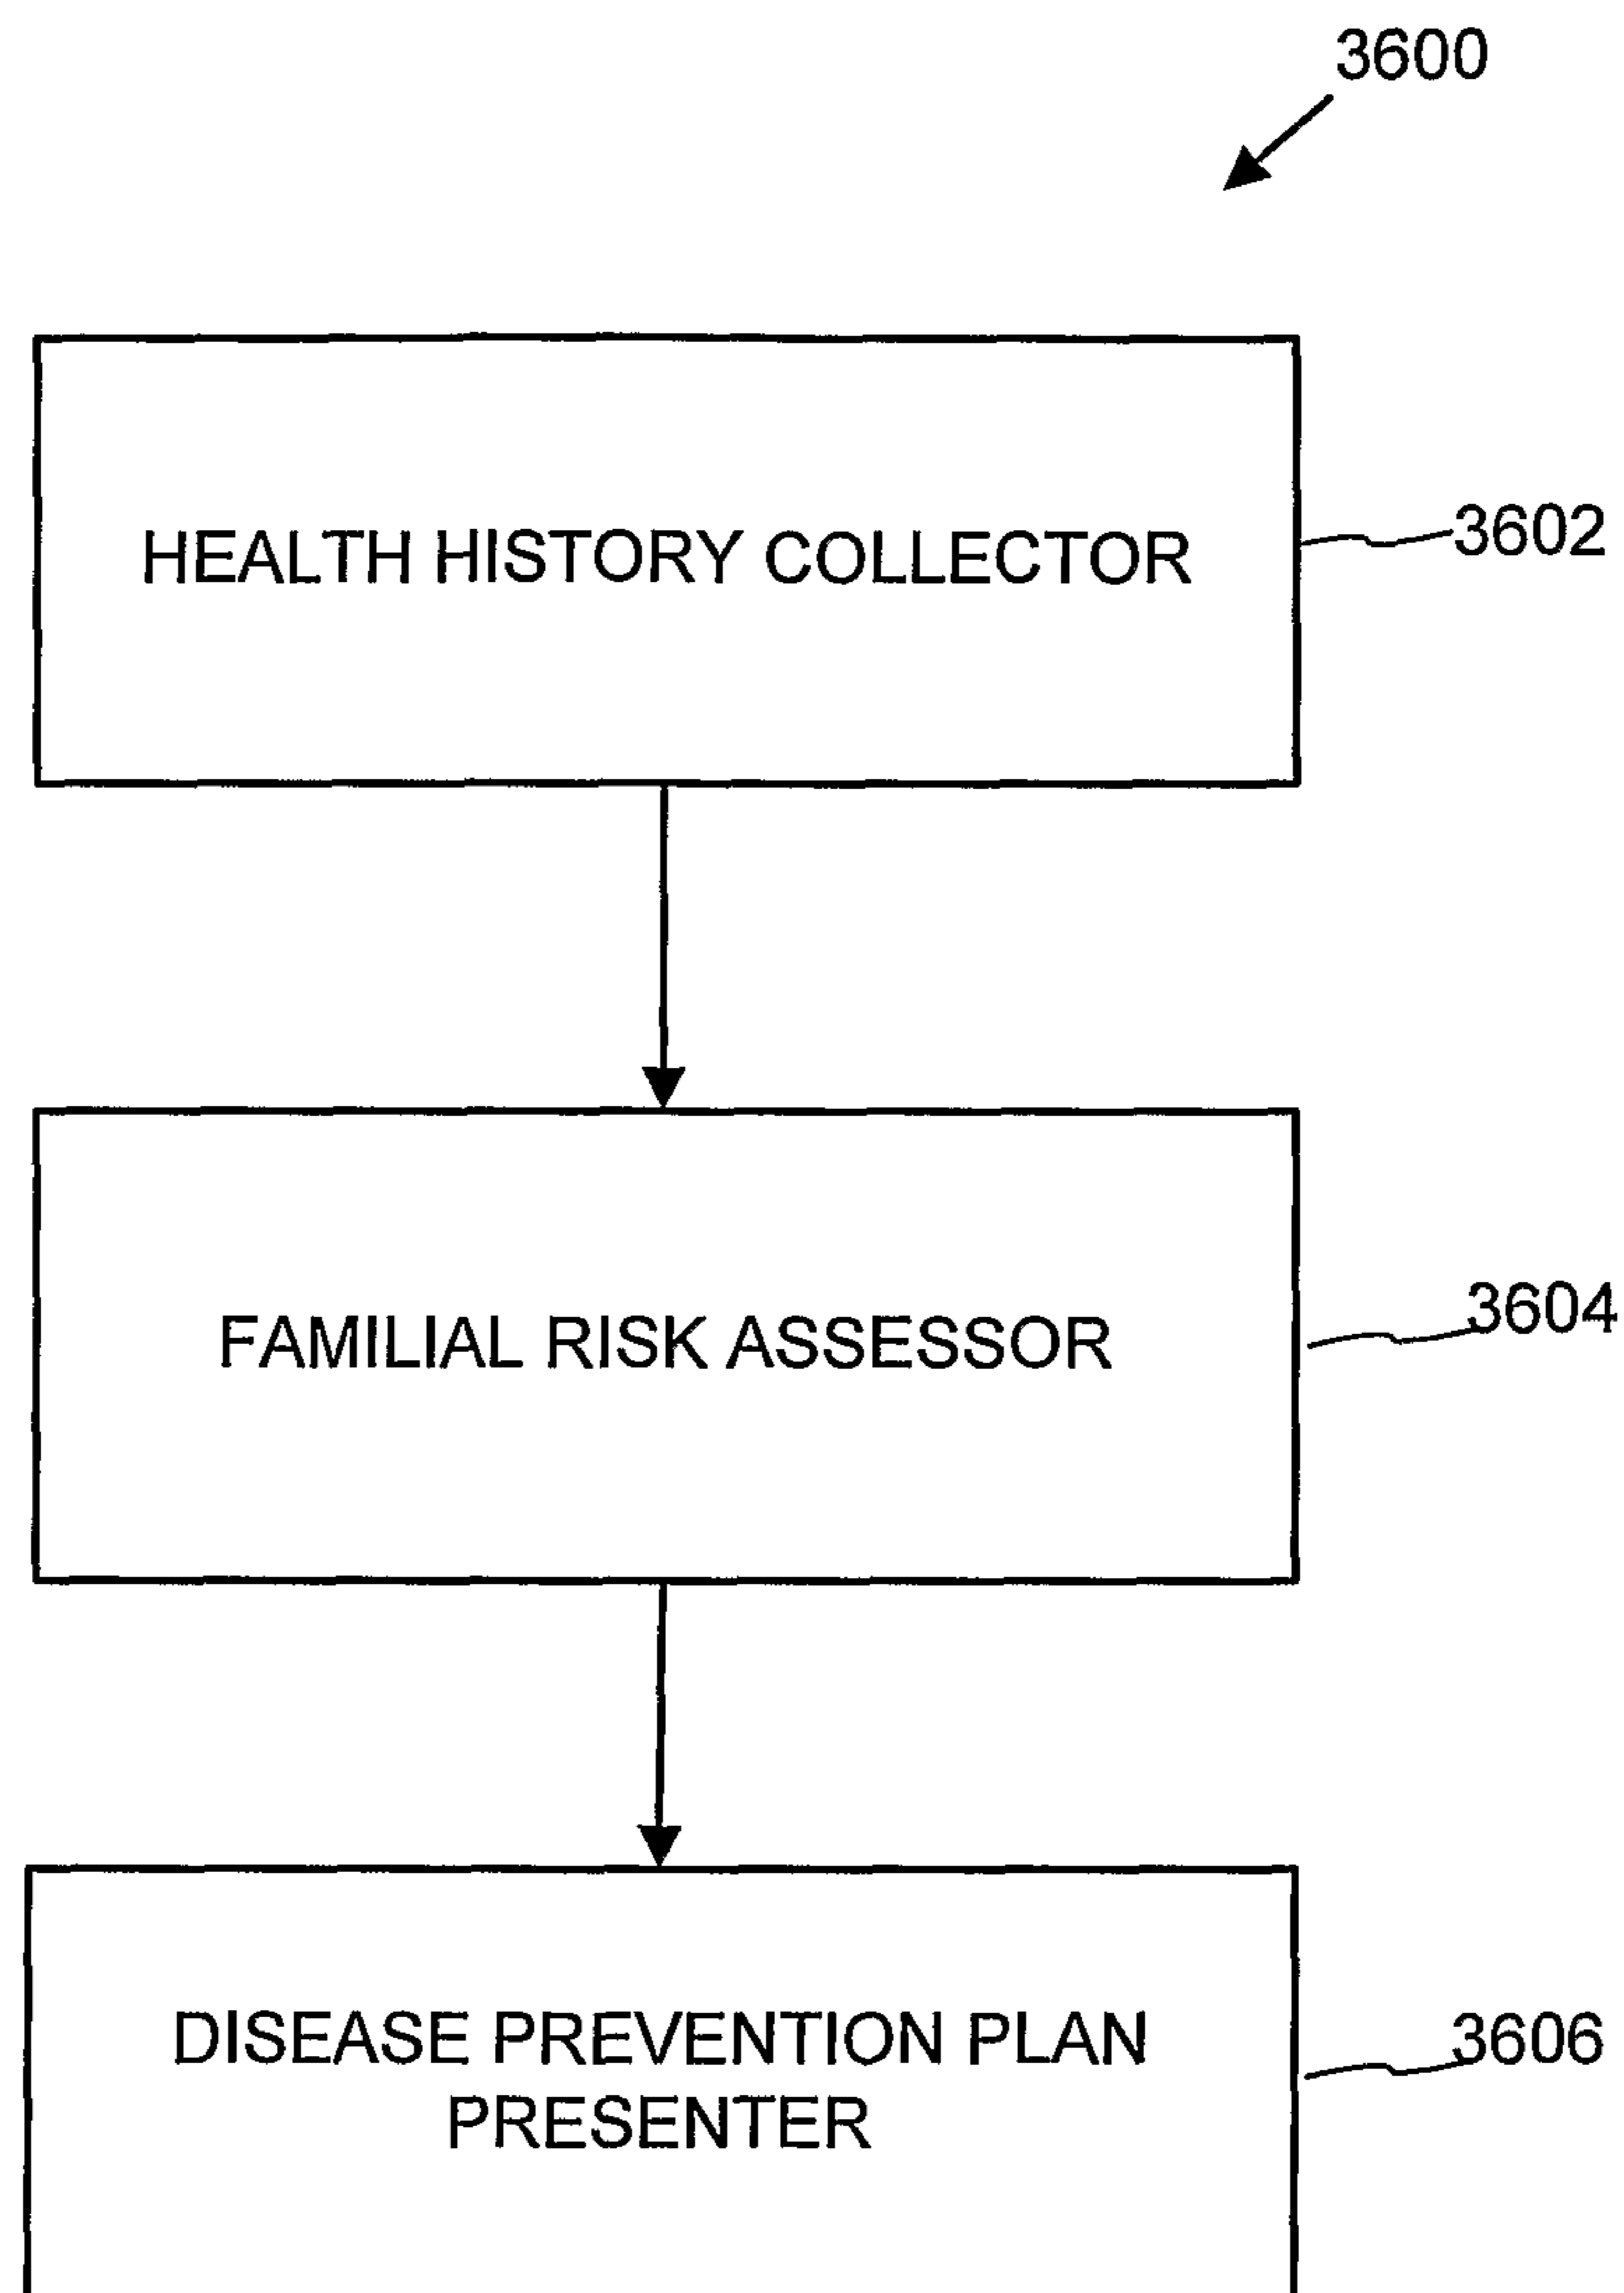 3600
HEALTH HISTORY COLLECTOR
3602
FAMILIAL RISK ASSESSOR
3604
DISEASE PREVENTION PLAN
PRESENTER
3606